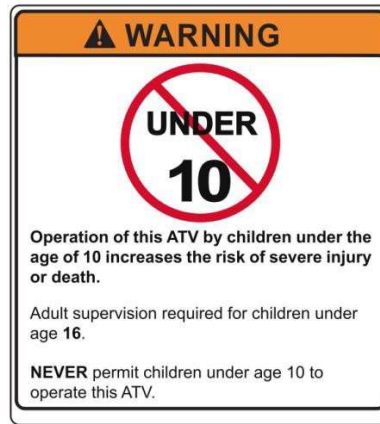 WARNING
UNDER
10
Operation of this ATV by children under the
age of 10 increases the risk of severe injury
or death.
Adult supervision required for children under
age 16.
NEVER permit children under age 10 to
operate this ATV.